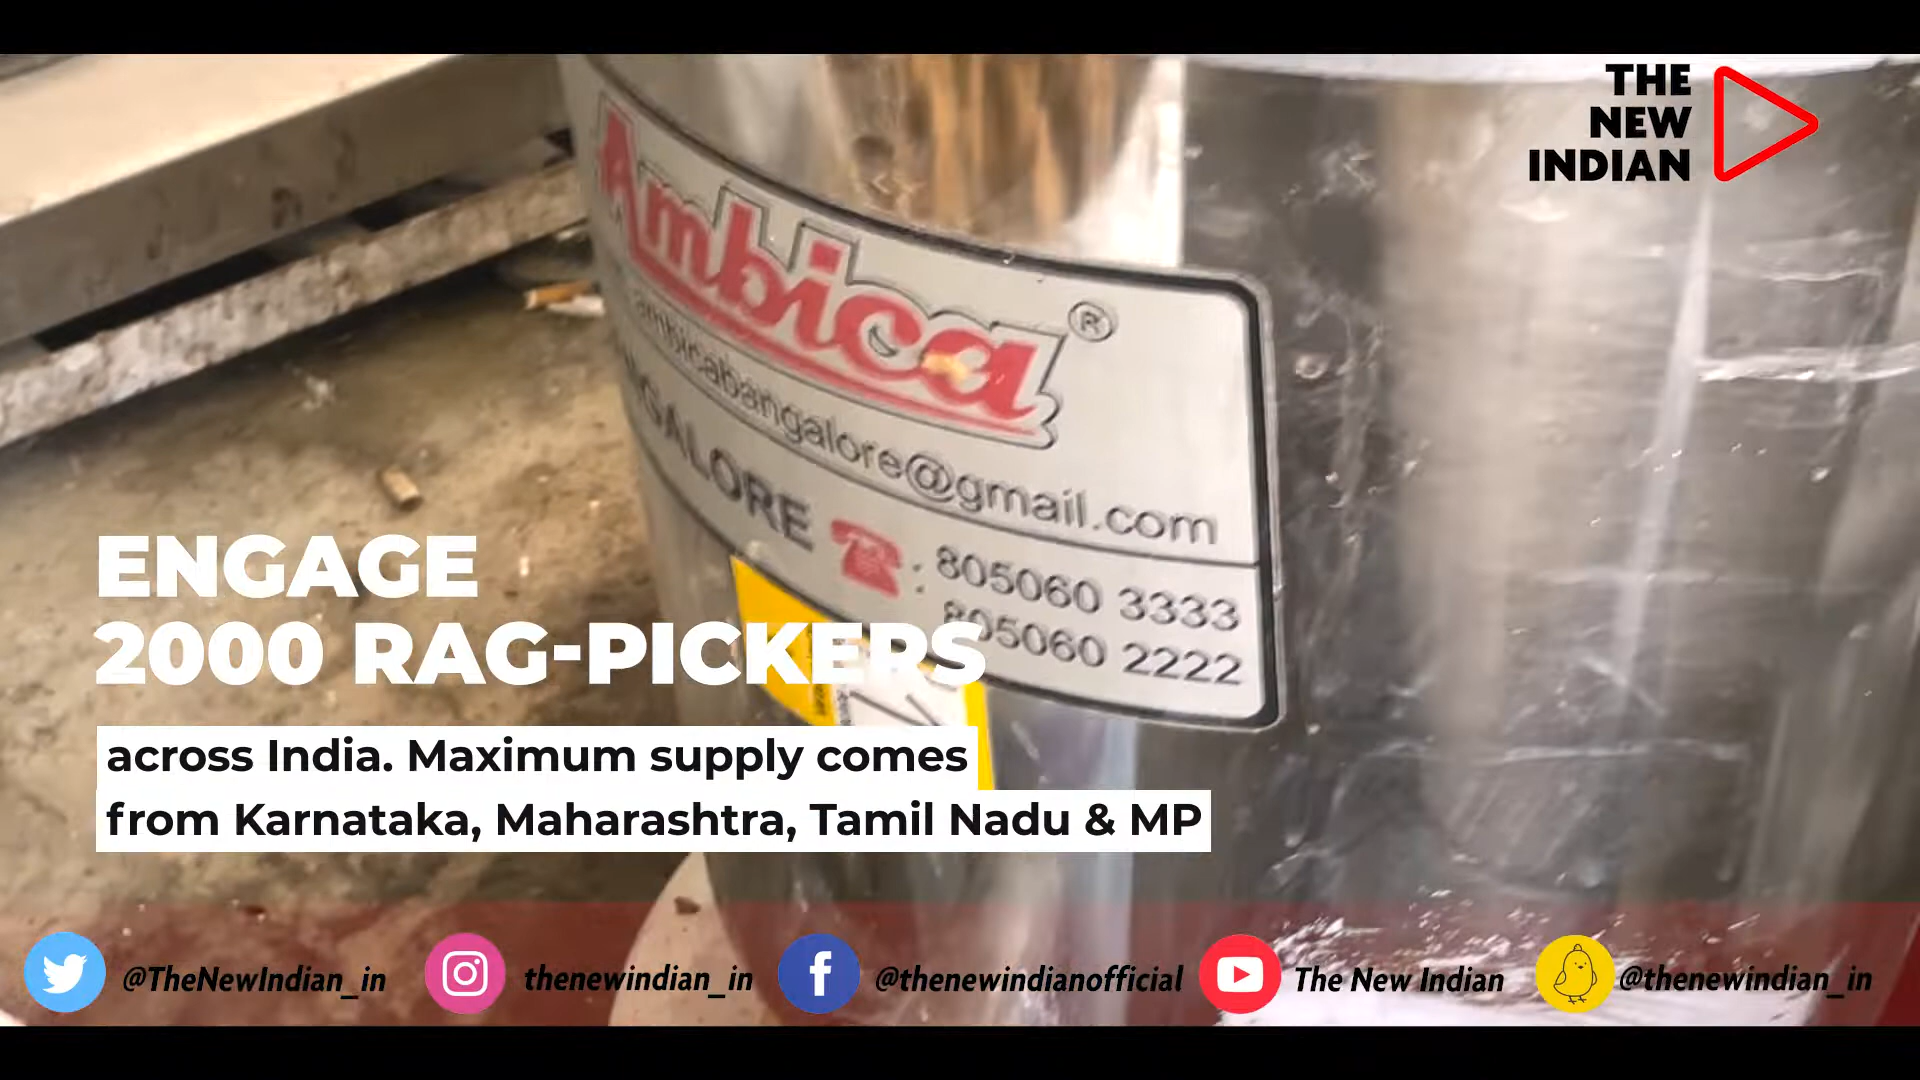 THE
NEW
INDIAN
Ambica®
ambicabangalore@gmail.com
BANGALORE : 805060 3333
805060 2222
ENGAGE
2000 RAG-PICKERS
across India. Maximum supply comes
from Karnataka, Maharashtra, Tamil Nadu & MP
@TheNewIndian_in thenewindian_in @thenewindianofficial The New Indian @thenewindian_in